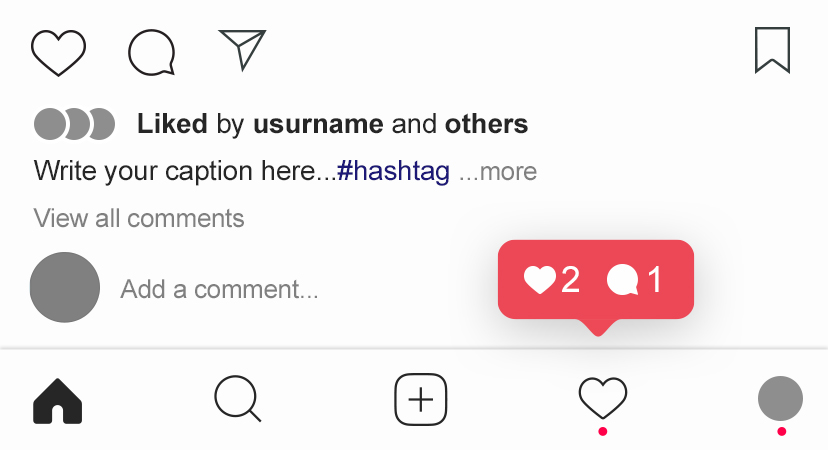 Liked by usurname and others
Write your caption here...#hashtag ...more
View all comments
Add a comment...
2 1